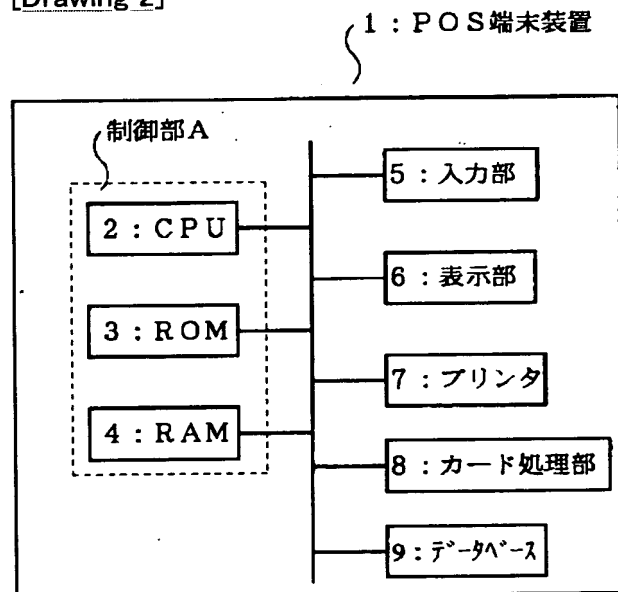 [Drawing 2]
1：POS端末装置
制御部A
2：CPU
3：ROM
4：RAM
5：入力部
6：表示部
7：プリンタ
8：カード処理部
9：ﾃﾞｰﾀﾍﾞｰｽ